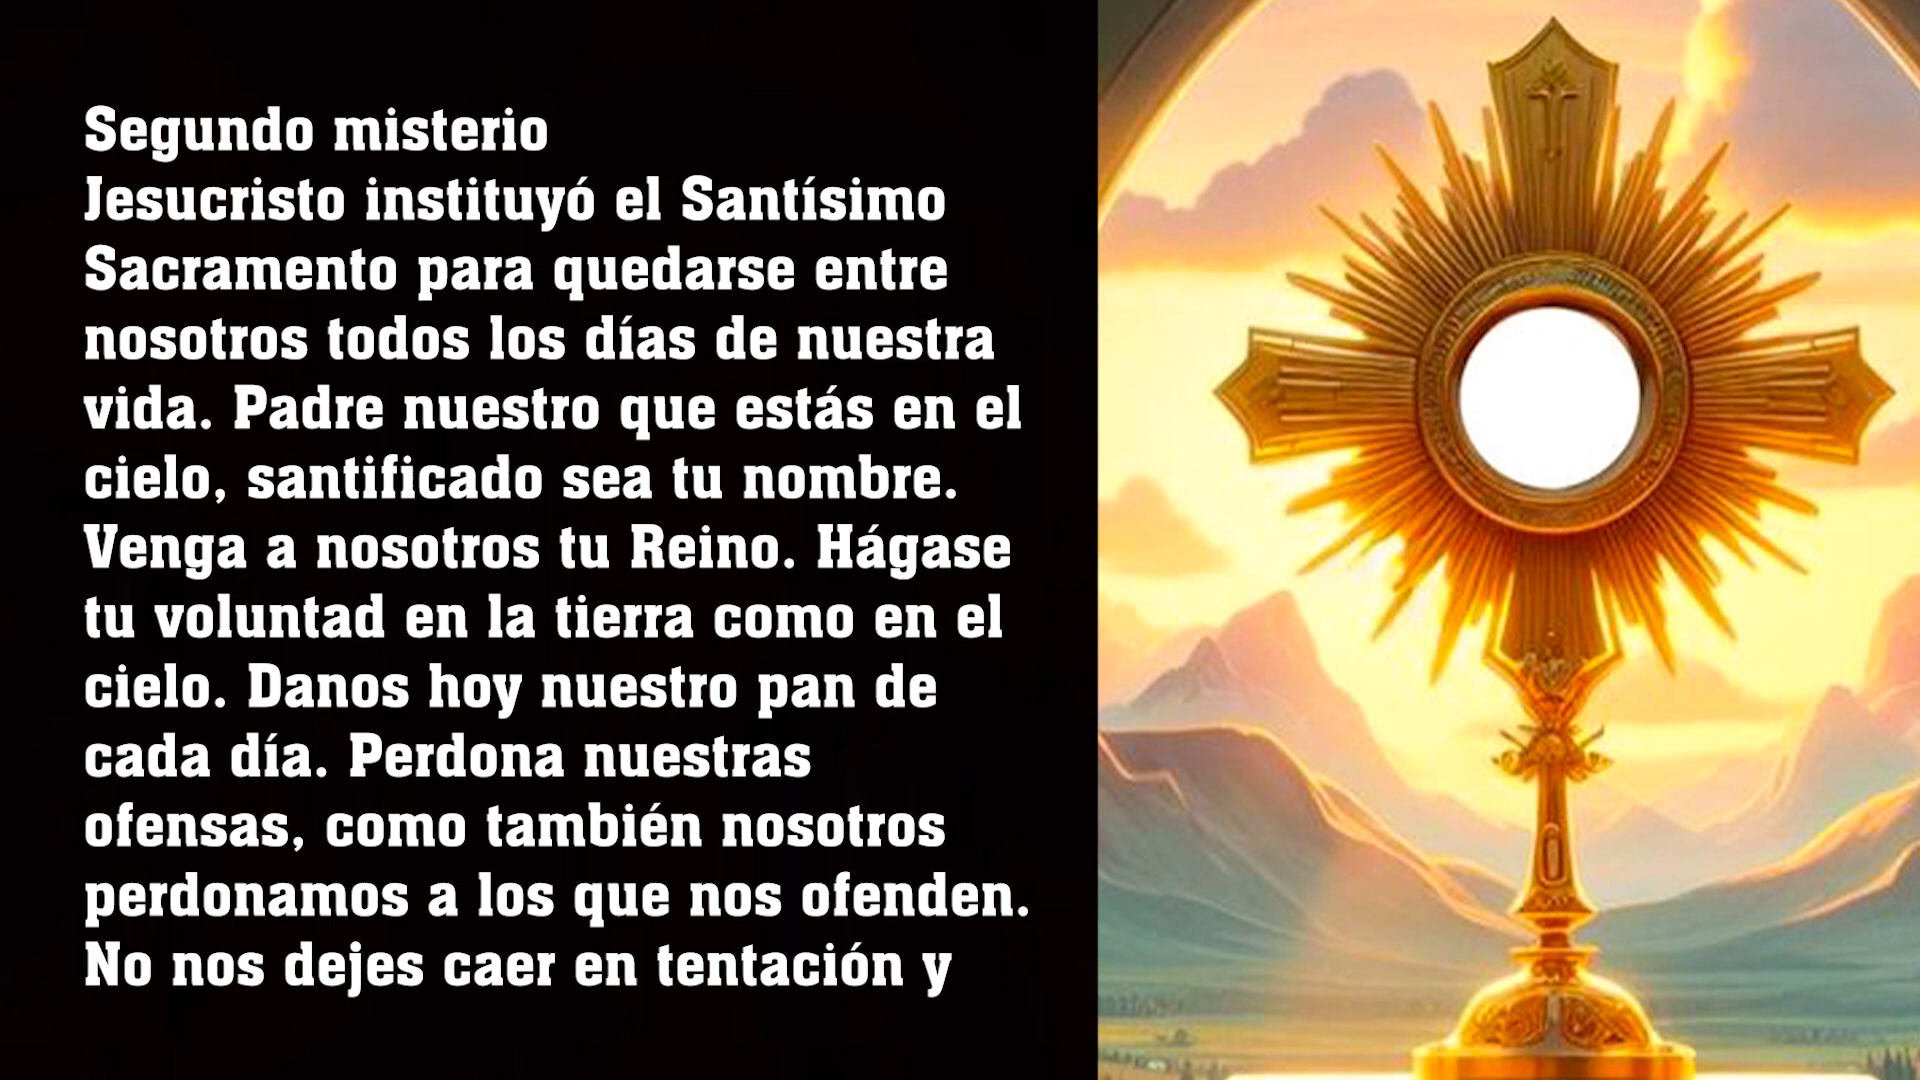 Segundo misterio
Jesucristo instituyó el Santísimo
Sacramento para quedarse entre
nosotros todos los días de nuestra
vida. Padre nuestro que estás en el
cielo, santificado sea tu nombre.
Venga a nosotros tu Reino. Hágase
tu voluntad en la tierra como en el
cielo. Danos hoy nuestro pan de
cada día. Perdona nuestras
ofensas, como también nosotros
perdonamos a los que nos ofenden.
No nos dejes caer en tentación y